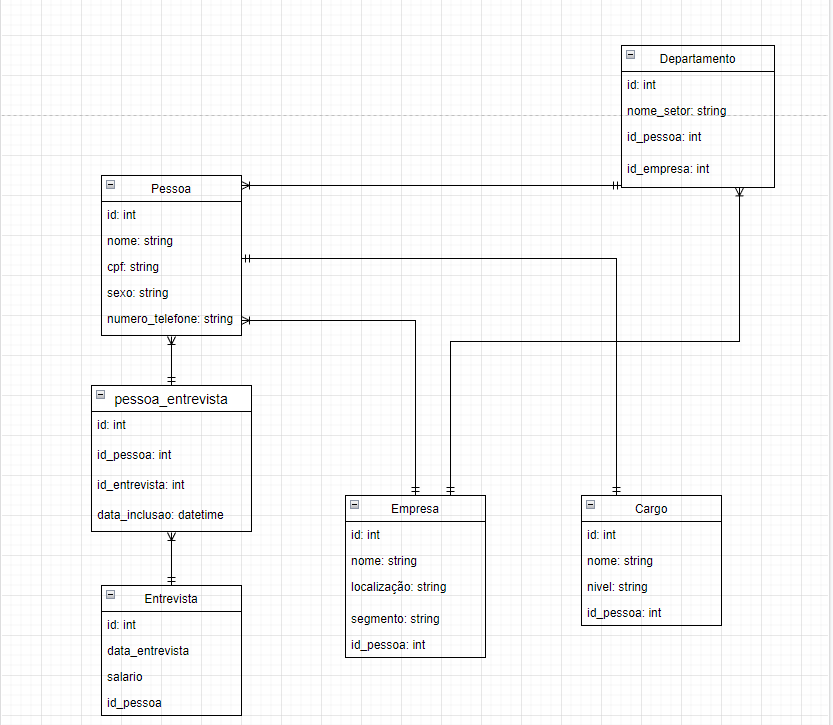 Departamento
id: int
nome_setor: string
id_pessoa: int
id_empresa: int
Pessoa
id: int
nome: string
cpf: string
sexo: string
numero_telefone: string
pessoa_entrevista
id: int
id_pessoa: int
id_entrevista: int
data_inclusao: datetime
Empresa
id: int
nome: string
localização: string
segmento: string
id_pessoa: int
Cargo
id: int
nome: string
nivel: string
id_pessoa: int
Entrevista
id: int
data_entrevista
salario
id_pessoa